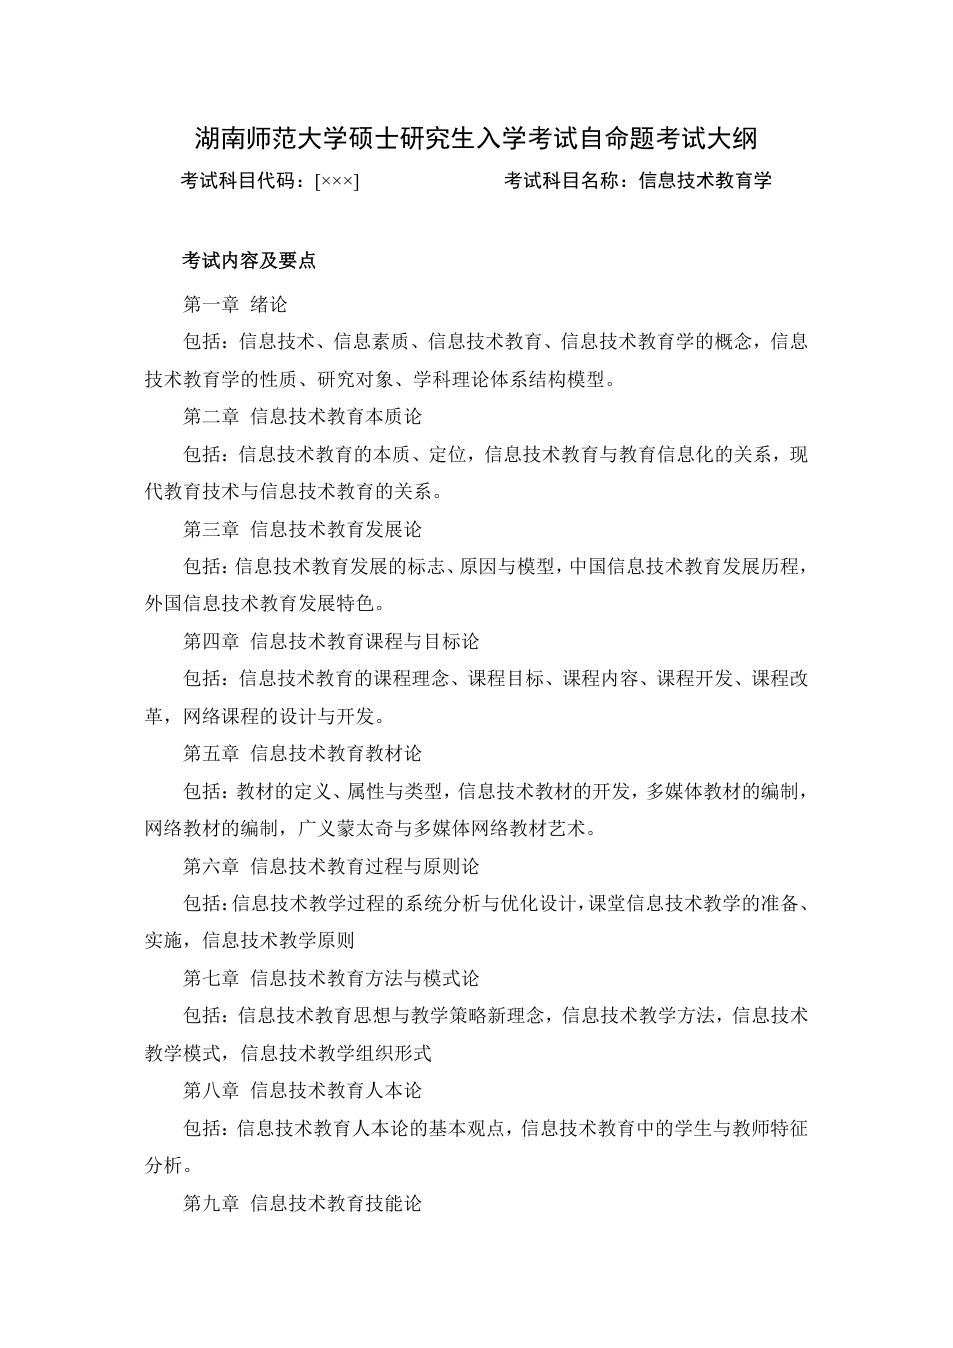 湖南师范大学硕士研究生入学考试自命题考试大纲
考试科目代码：[×××] 考试科目名称：信息技术教育学
考试内容及要点
第一章 绪论
包括：信息技术、信息素质、信息技术教育、信息技术教育学的概念，信息
技术教育学的性质、研究对象、学科理论体系结构模型。
第二章 信息技术教育本质论
包括：信息技术教育的本质、定位，信息技术教育与教育信息化的关系，现
代教育技术与信息技术教育的关系。
第三章 信息技术教育发展论
包括：信息技术教育发展的标志、原因与模型，中国信息技术教育发展历程，
外国信息技术教育发展特色。
第四章 信息技术教育课程与目标论
包括：信息技术教育的课程理念、课程目标、课程内容、课程开发、课程改
革，网络课程的设计与开发。
第五章 信息技术教育教材论
包括：教材的定义、属性与类型，信息技术教材的开发，多媒体教材的编制，
网络教材的编制，广义蒙太奇与多媒体网络教材艺术。
第六章 信息技术教育过程与原则论
包括：信息技术教学过程的系统分析与优化设计，课堂信息技术教学的准备、
实施，信息技术教学原则
第七章 信息技术教育方法与模式论
包括：信息技术教育思想与教学策略新理念，信息技术教学方法，信息技术
教学模式，信息技术教学组织形式
第八章 信息技术教育人本论
包括：信息技术教育人本论的基本观点，信息技术教育中的学生与教师特征
分析。
第九章 信息技术教育技能论